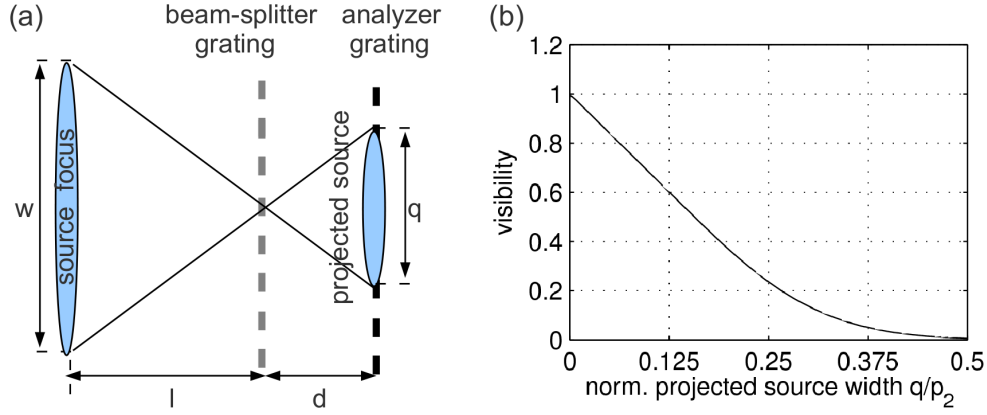 (a)
beam-splitter
grating
analyzer
grating
source focus
projected source
w
q
l
d
(b)
1.2
1
0.8
0.6
0.4
0.2
0
visibility
0 0.125 0.25 0.375 0.5
norm. projected source width q/p2